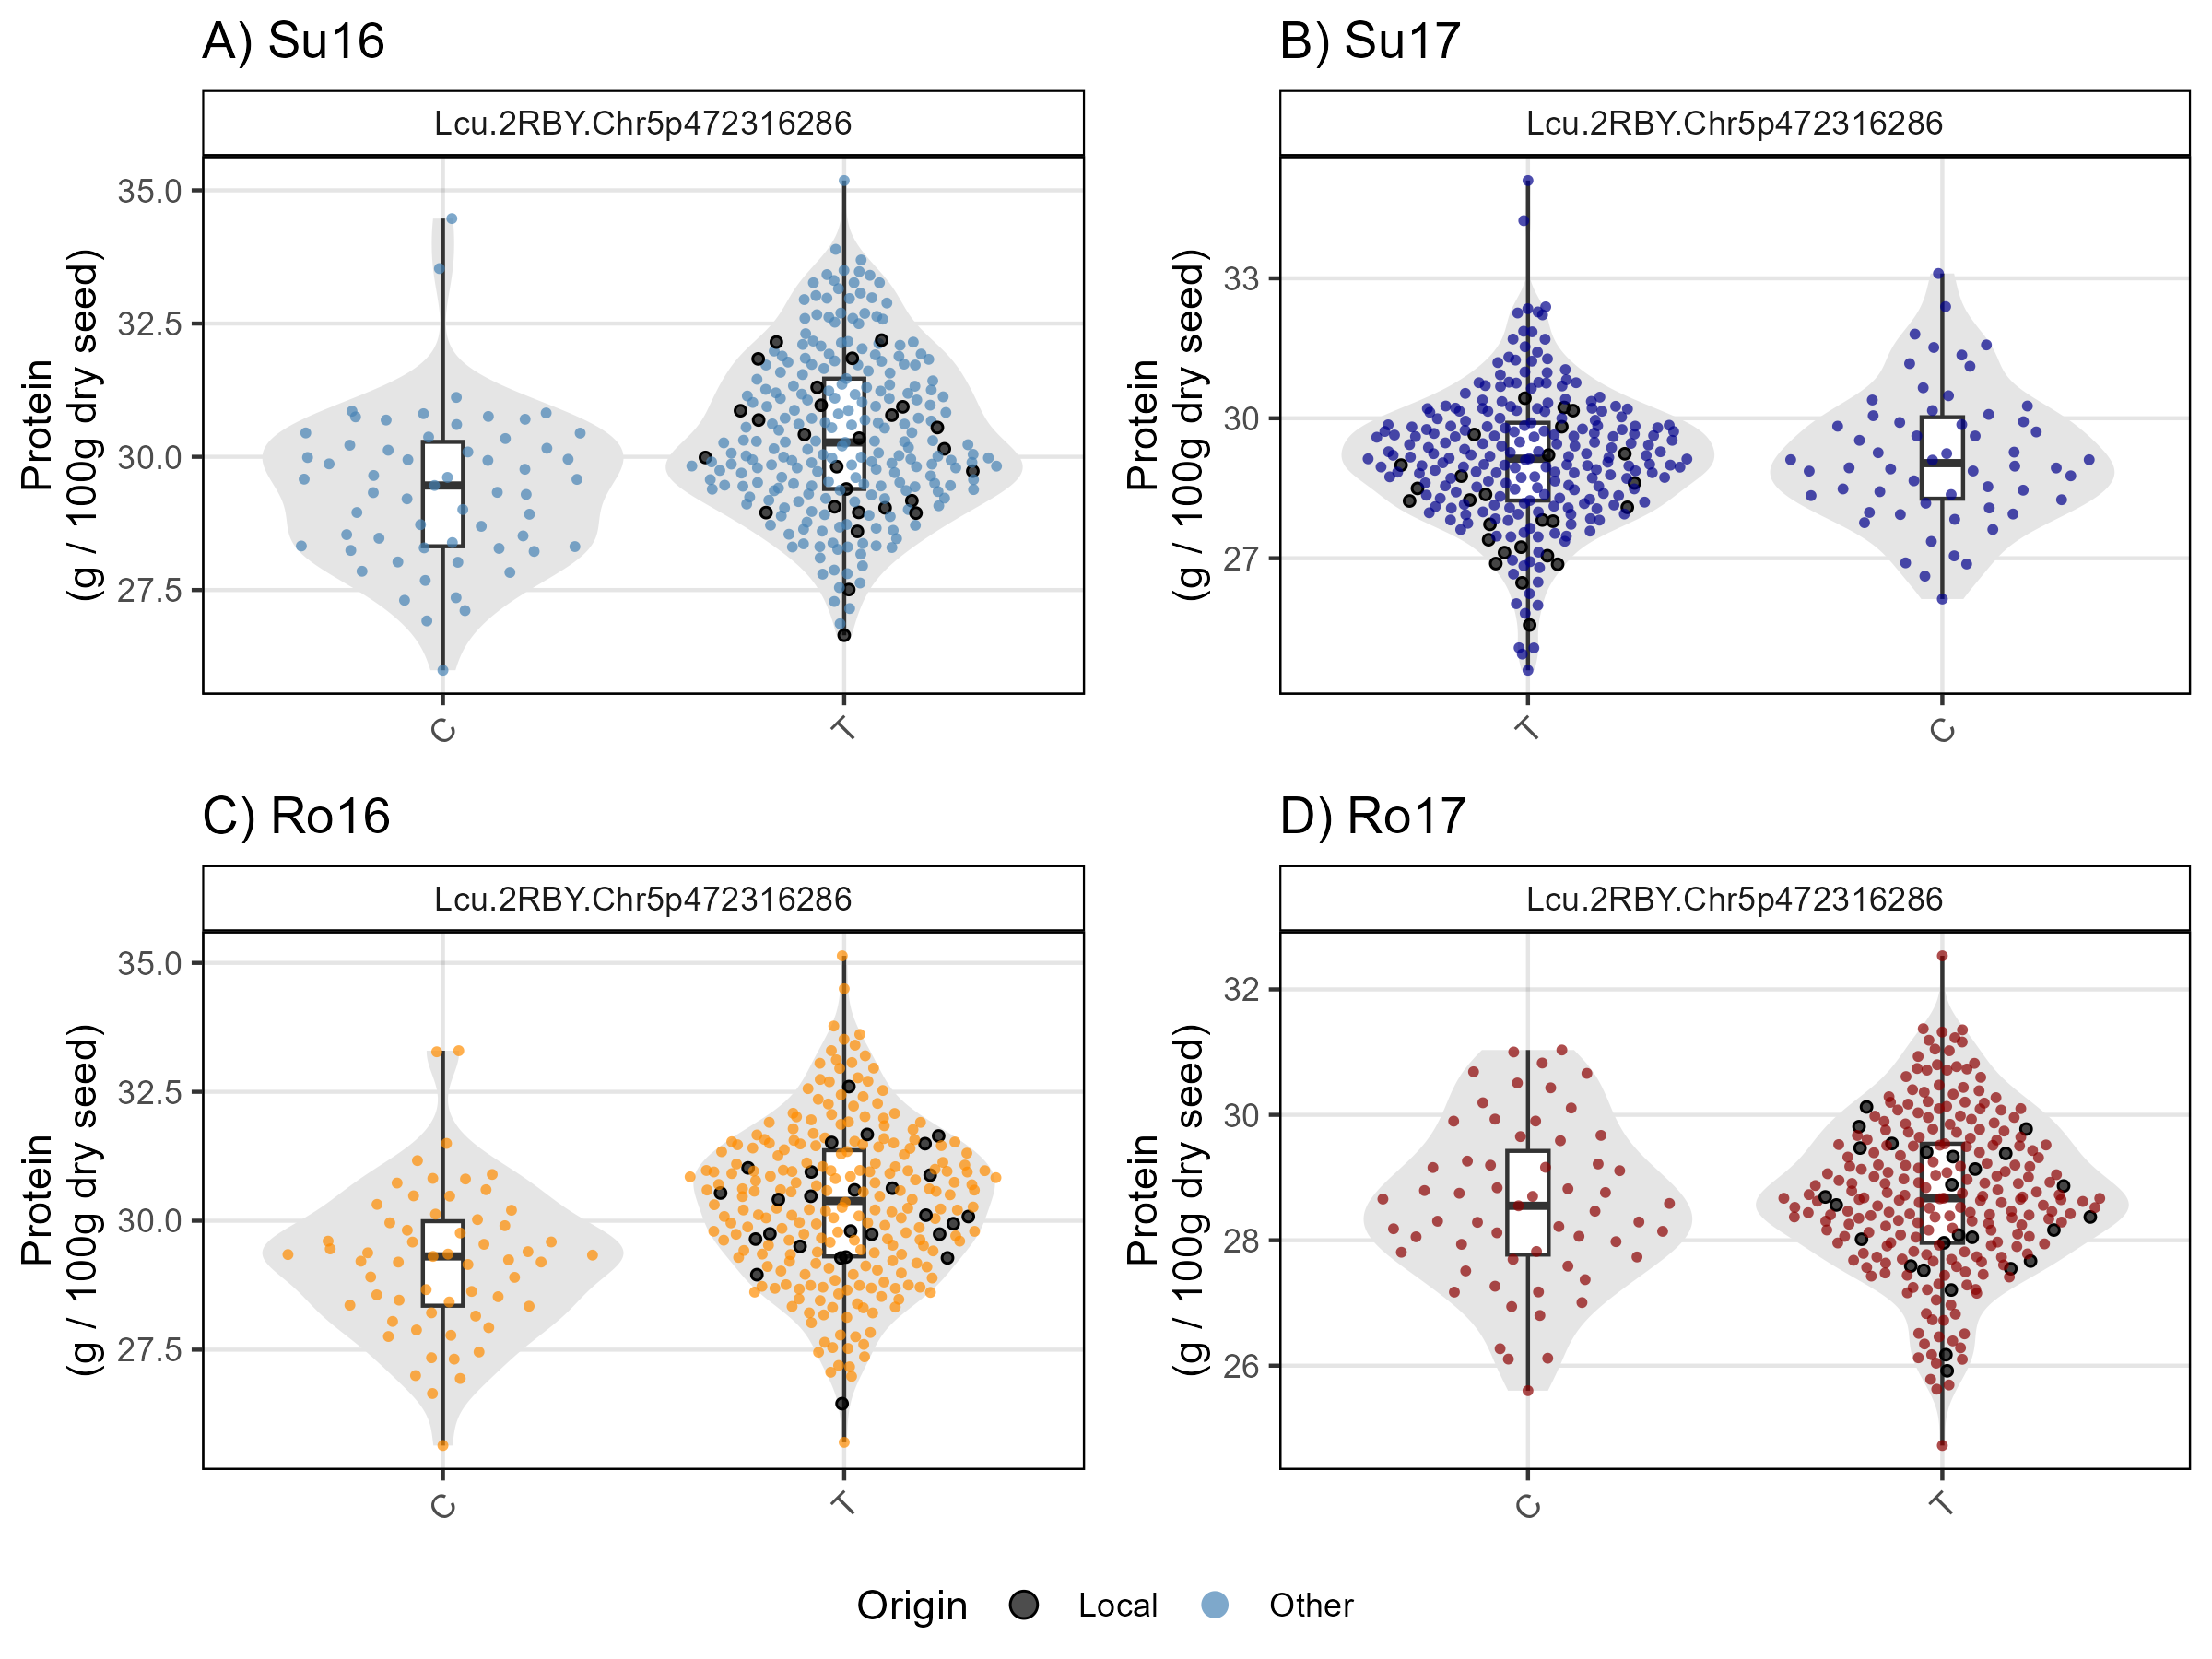 A) Su16
Lcu.2RBY.Chr5p472316286
Protein
(g / 100g dry seed)
35.0
32.5
30.0
27.5
C
T
B) Su17
Lcu.2RBY.Chr5p472316286
Protein
(g / 100g dry seed)
33
30
27
T
C
C) Ro16
Lcu.2RBY.Chr5p472316286
Protein
(g / 100g dry seed)
35.0
32.5
30.0
27.5
C
T
D) Ro17
Lcu.2RBY.Chr5p472316286
Protein
(g / 100g dry seed)
32
30
28
26
C
T
Origin Local Other